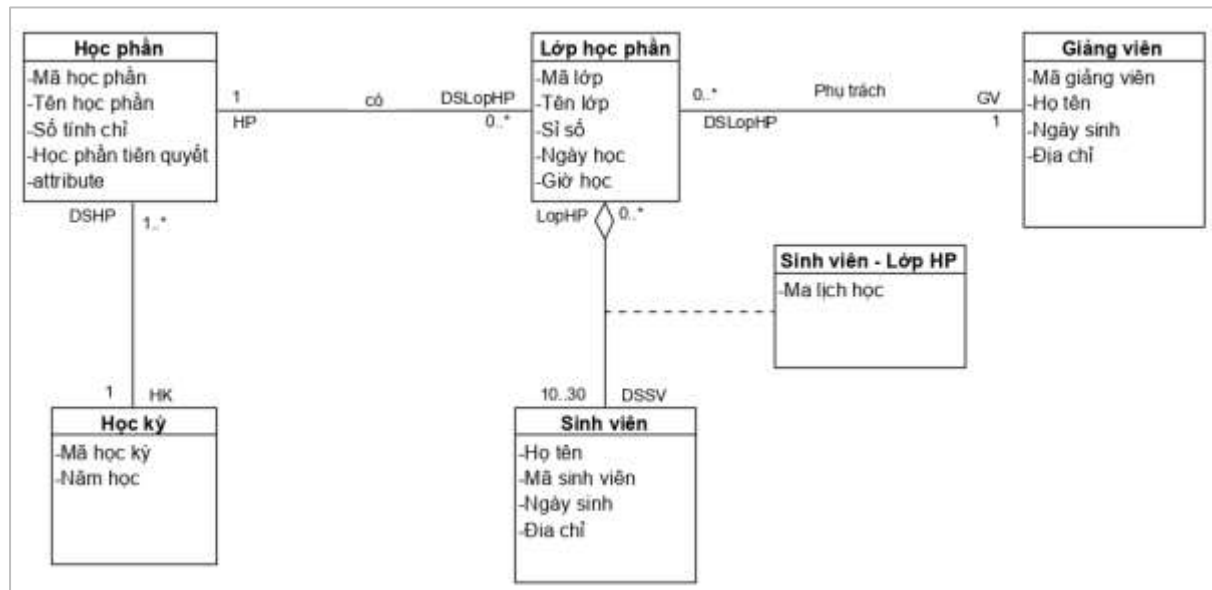 Học phần
-Mã học phần
-Tên học phần
-Số tính chỉ
-Học phần tiên quyết
-attribute
1
HP
có
DSLopHP
0..*
Lớp học phần
-Mã lớp
-Tên lớp
-Sỉ số
-Ngày học
-Giờ học
0..*
DSLopHP
Phụ trách
GV
1
Giảng viên
-Mã giảng viên
-Họ tên
-Ngày sinh
-Địa chỉ
DSHP
1..*
LopHP
0..*
Sinh viên - Lớp HP
-Ma lịch học
1
HK
Học kỳ
-Mã học kỳ
-Năm học
10..30
DSSV
Sinh viên
-Họ tên
-Mã sinh viên
-Ngày sinh
-Đia chỉ